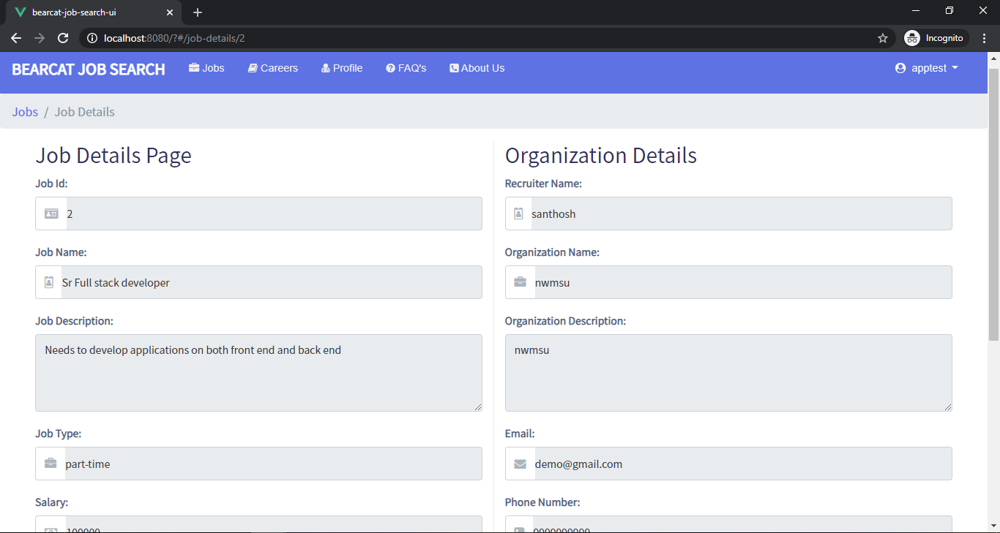 bearcat-job-search-ui
localhost:8080/?#/job-details/2
Incognito
BEARCAT JOB SEARCH
Jobs
Careers
Profile
FAQ's
About Us
apptest
Jobs / Job Details
Job Details Page
Job Id:
2
Job Name:
Sr Full stack developer
Job Description:
Needs to develop applications on both front end and back end
Job Type:
part-time
Salary:
100000
Organization Details
Recruiter Name:
santhosh
Organization Name:
nwmsu
Organization Description:
nwmsu
Email:
demo@gmail.com
Phone Number:
9999999999